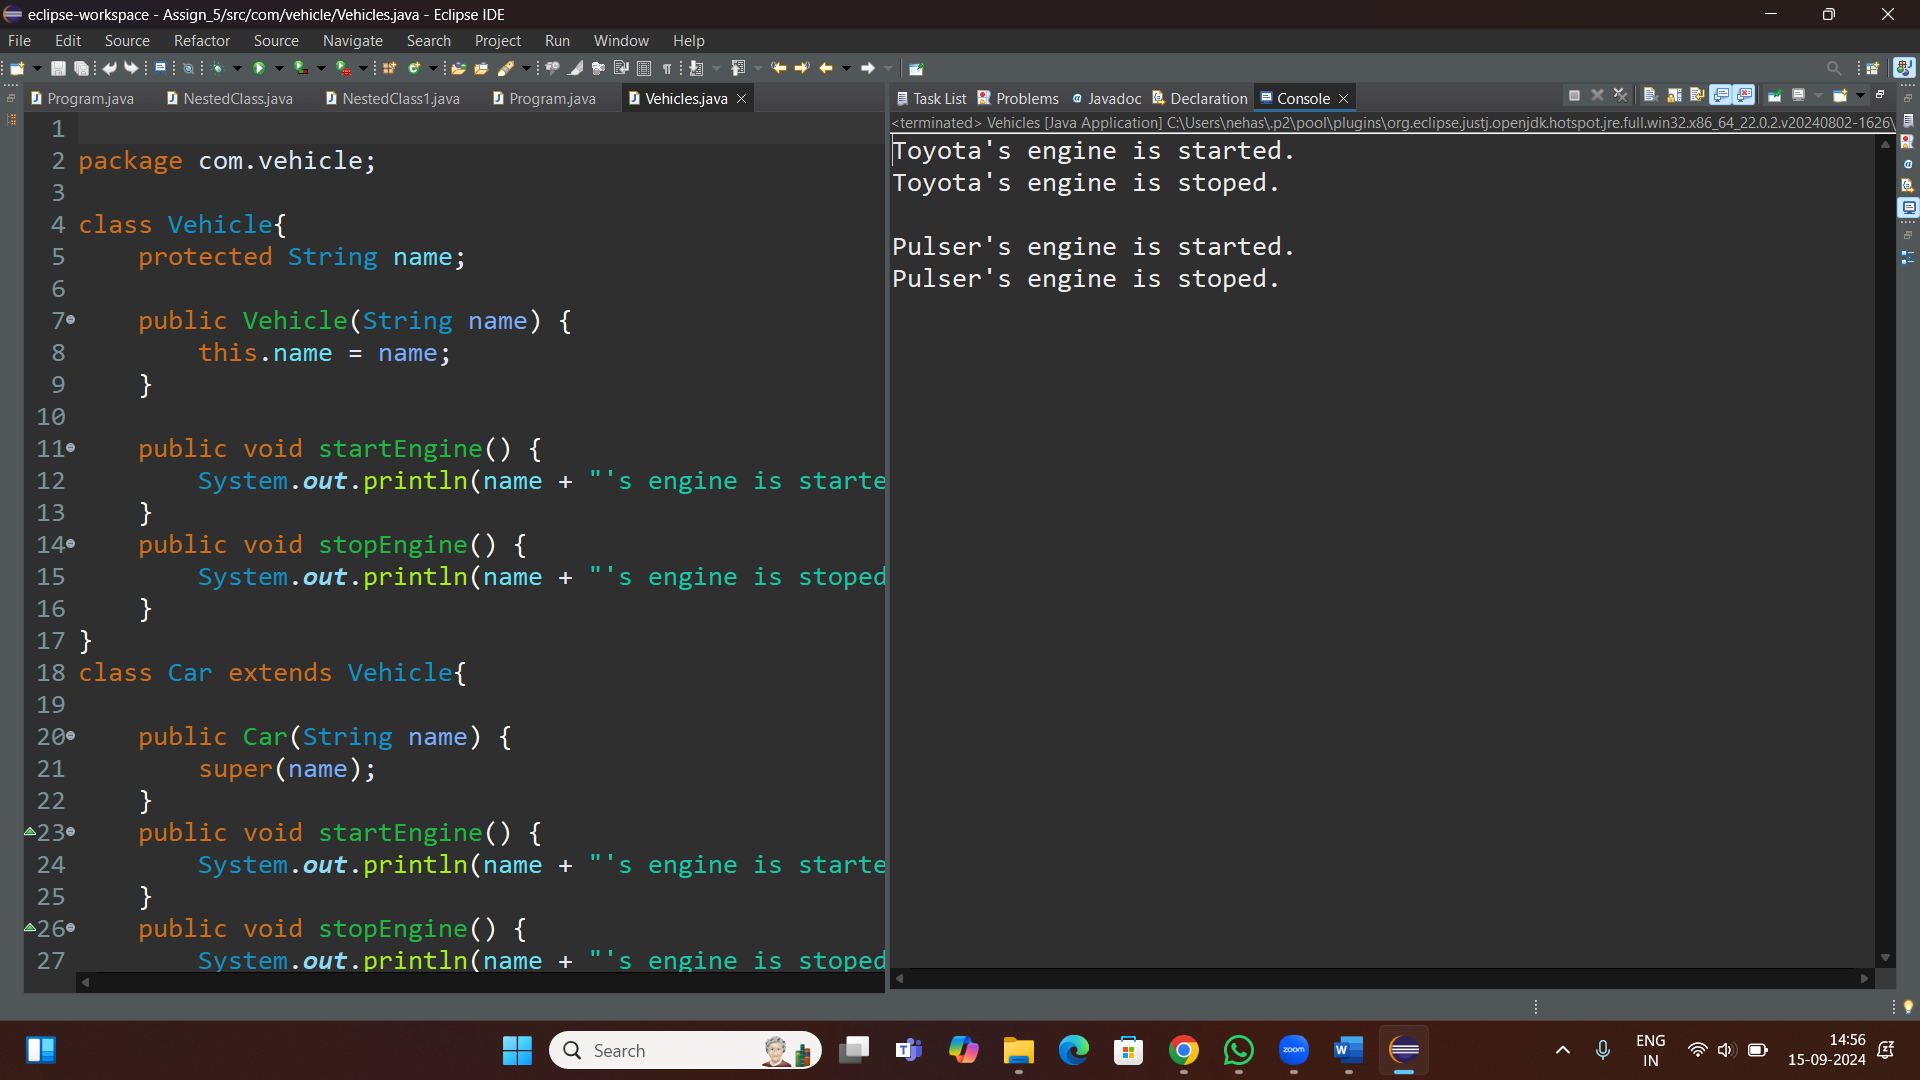 eclipse-workspace - Assign_5/src/com/vehicle/Vehicles.java - Eclipse IDE
File Edit Source Refactor Source Navigate Search Project Run Window Help
Program.java NestedClass.java NestedClass1.java Program.java Vehicles.java
1
2 package com.vehicle;
3
4 class Vehicle{
5     protected String name;
6
7     public Vehicle(String name) {
8         this.name = name;
9     }
10
11     public void startEngine() {
12         System.out.println(name + "'s engine is starte
13     }
14     public void stopEngine() {
15         System.out.println(name + "'s engine is stoped
16     }
17 }
18 class Car extends Vehicle{
19
20     public Car(String name) {
21         super(name);
22     }
23     public void startEngine() {
24         System.out.println(name + "'s engine is starte
25     }
26     public void stopEngine() {
27         System.out.println(name + "'s engine is stoped
Task List Problems Javadoc Declaration Console
<terminated> Vehicles [Java Application] C:\Users\nehas\.p2\pool\plugins\org.eclipse.justj.openjdk.hotspot.jre.full.win32.x86_64_22.0.2.v20240802-1626\
Toyota's engine is started.
Toyota's engine is stoped.

Pulser's engine is started.
Pulser's engine is stoped.
Search
zoom
ENG
IN
14:56
15-09-2024